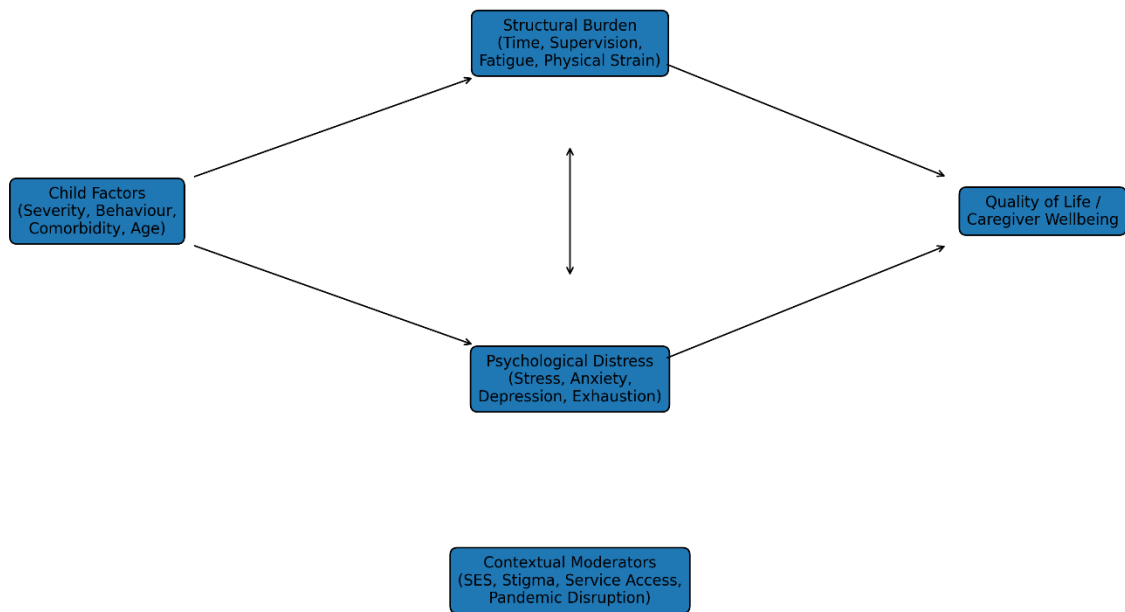 Structural Burden
(Time, Supervision,
Fatigue, Physical Strain)
Child Factors
(Severity, Behaviour,
Comorbidity, Age)
Quality of Life /
Caregiver Wellbeing
Psychological Distress
(Stress, Anxiety,
Depression, Exhaustion)
Contextual Moderators
(SES, Stigma, Service Access,
Pandemic Disruption)